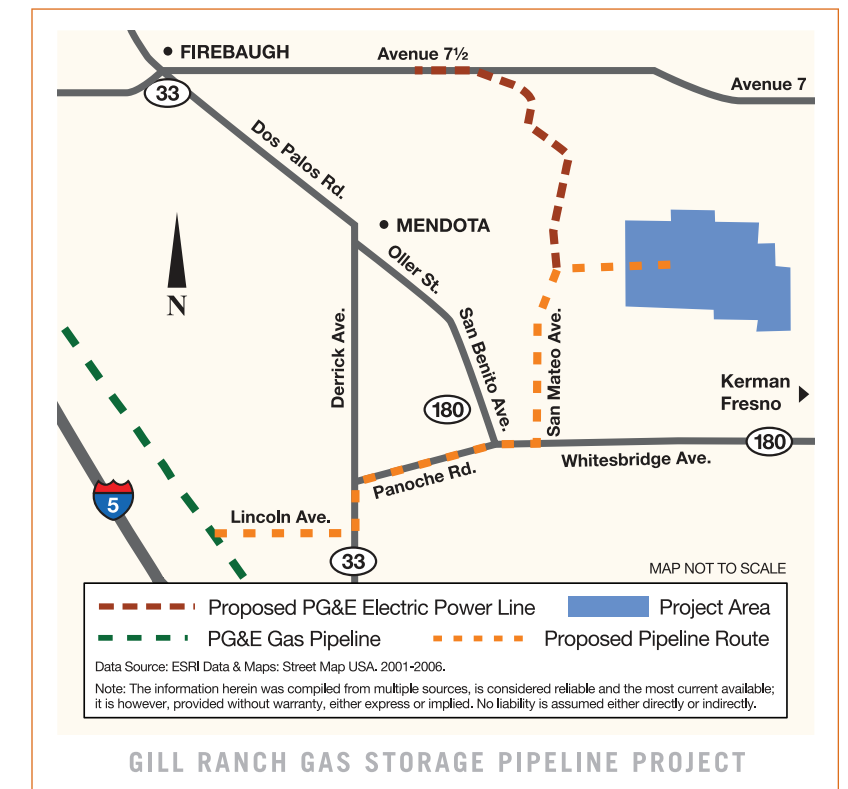 FIREBAUGH
Avenue 7½
Avenue 7
33
Dos Palos Rd.
MENDOTA
Oller St.
N
Derrick Ave.
San Benito Ave.
San Mateo Ave.
Kerman
Fresno
180
180
Whitesbridge Ave.
Panoche Rd.
5
Lincoln Ave.
33
MAP NOT TO SCALE
Proposed PG&E Electric Power Line
Project Area
PG&E Gas Pipeline
Proposed Pipeline Route
Data Source: ESRI Data & Maps: Street Map USA. 2001-2006.
Note: The information herein was compiled from multiple sources, is considered reliable and the most current available;
it is however, provided without warranty, either express or implied. No liability is assumed either directly or indirectly.
GILL RANCH GAS STORAGE PIPELINE PROJECT